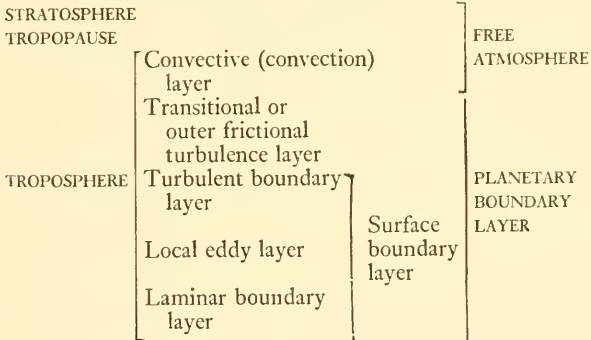 STRATOSPHERE
TROPOPAUSE
FREE
ATMOSPHERE
Convective (convection)
layer
Transitional or
outer frictional
turbulence layer
TROPOSPHERE
Turbulent boundary
layer
Local eddy layer
Laminar boundary
layer
Surface
boundary
layer
PLANETARY
BOUNDARY
LAYER